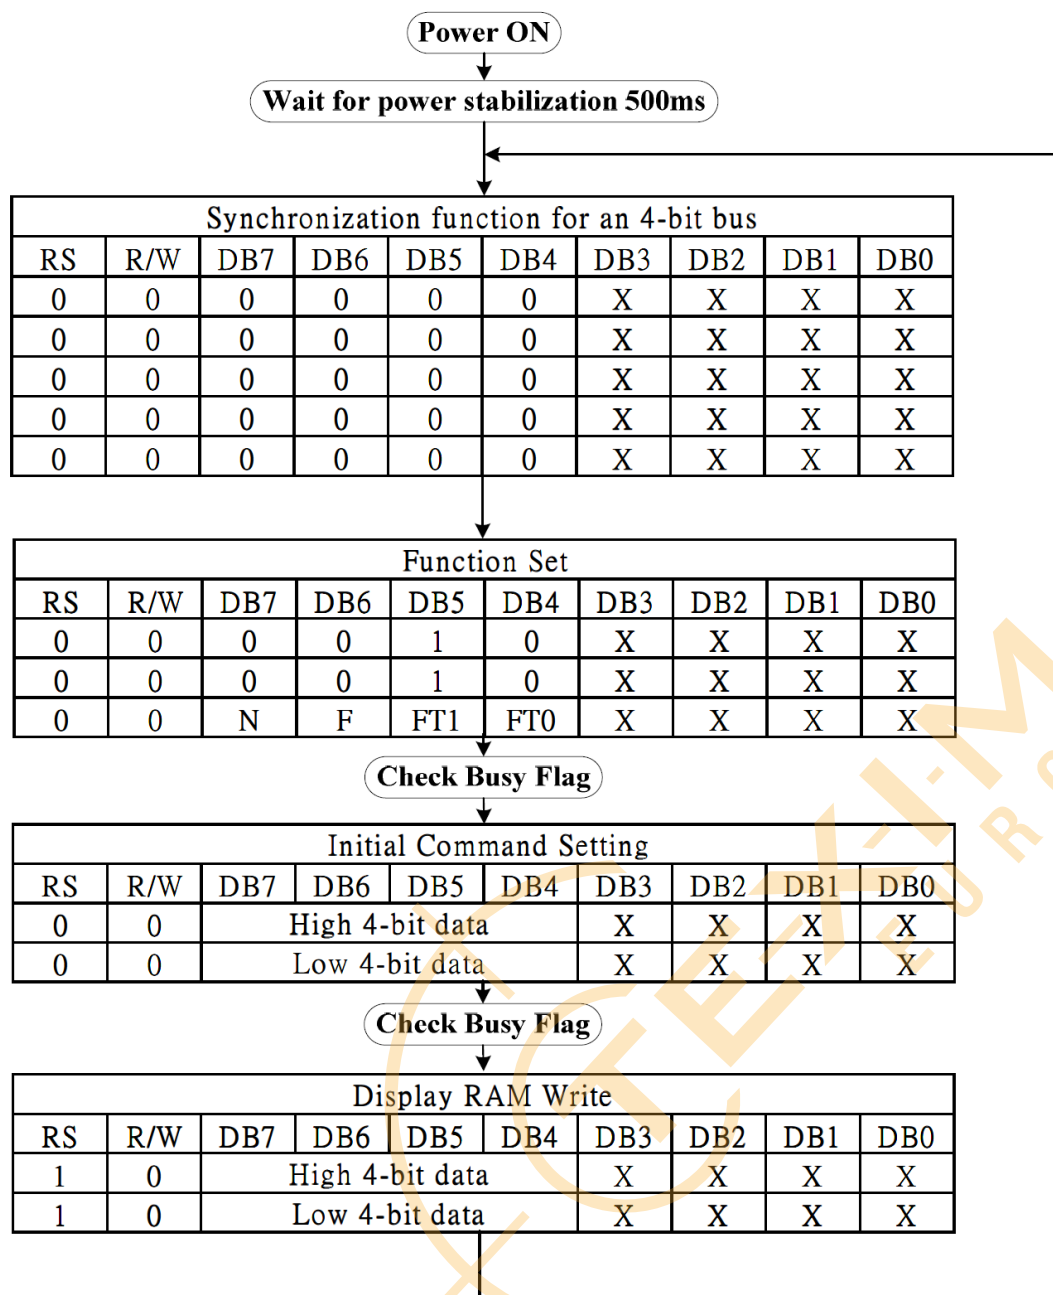 Power ON
Wait for power stabilization 500ms
Synchronization function for an 4-bit bus
RS R/W DB7 DB6 DB5 DB4 DB3 DB2 DB1 DB0
0 0 0 0 0 0 X X X X
0 0 0 0 0 0 X X X X
0 0 0 0 0 0 X X X X
0 0 0 0 0 0 X X X X
0 0 0 0 0 0 X X X X
Function Set
RS R/W DB7 DB6 DB5 DB4 DB3 DB2 DB1 DB0
0 0 0 0 1 0 X X X X
0 0 0 0 1 0 X X X X
0 0 N F FT1 FT0 X X X X
Check Busy Flag
Initial Command Setting
RS R/W DB7 DB6 DB5 DB4 DB3 DB2 DB1 DB0
0 0 High 4-bit data X X X X
0 0 Low 4-bit data X X X X
Check Busy Flag
Display RAM Write
RS R/W DB7 DB6 DB5 DB4 DB3 DB2 DB1 DB0
1 0 High 4-bit data X X X X
1 0 Low 4-bit data X X X X
TEXIM
EURO